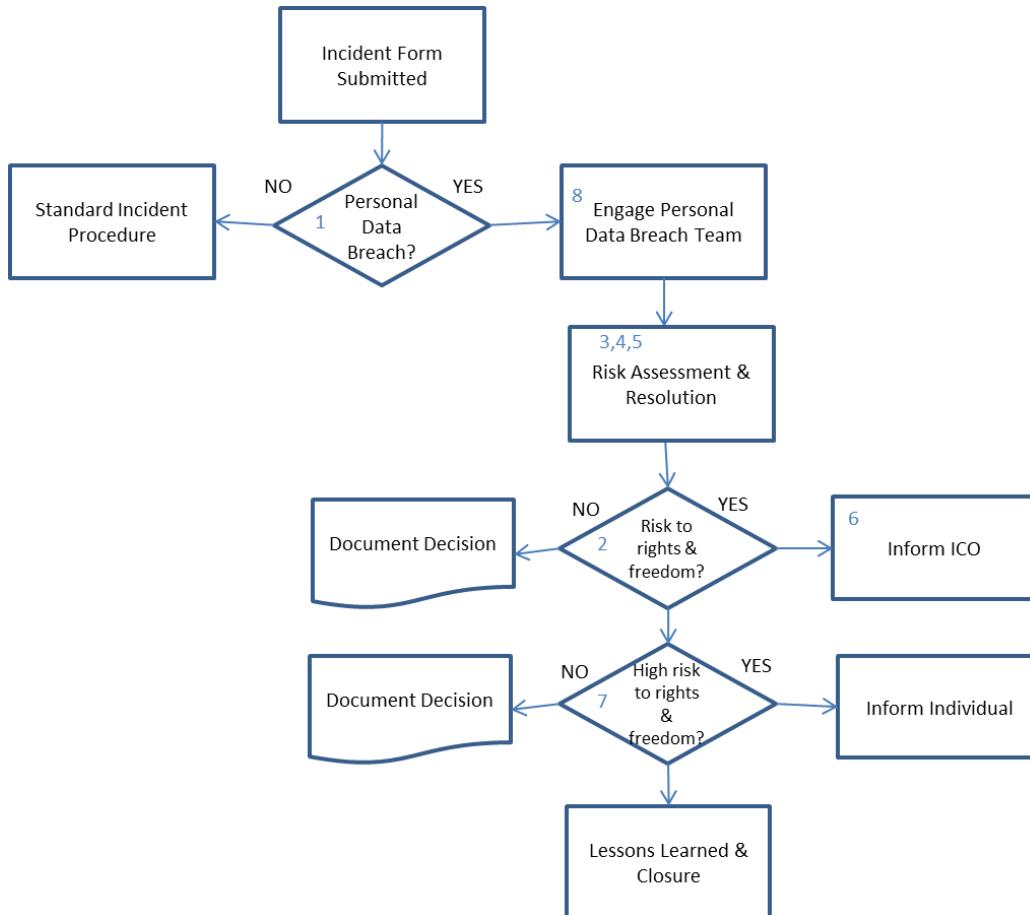 Incident Form
Submitted
NO
YES
Standard Incident
Procedure
1
Personal
Data
Breach?
8
Engage Personal
Data Breach Team
3,4,5
Risk Assessment &
Resolution
NO
YES
Document Decision
2
Risk to
rights &
freedom?
6
Inform ICO
NO
YES
Document Decision
7
High risk
to rights
&
freedom?
Inform Individual
Lessons Learned &
Closure